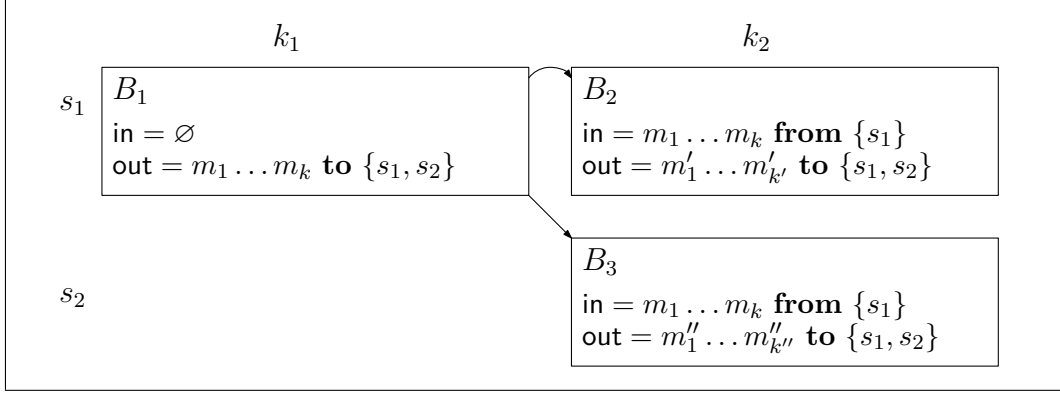 k₁ k₂
s₁
B₁
in = ∅
out = m₁ … mₖ to {s₁, s₂}
B₂
in = m₁ … mₖ from {s₁}
out = m′₁ … m′ₖ′ to {s₁, s₂}
s₂
B₃
in = m₁ … mₖ from {s₁}
out = m″₁ … m″ₖ″ to {s₁, s₂}